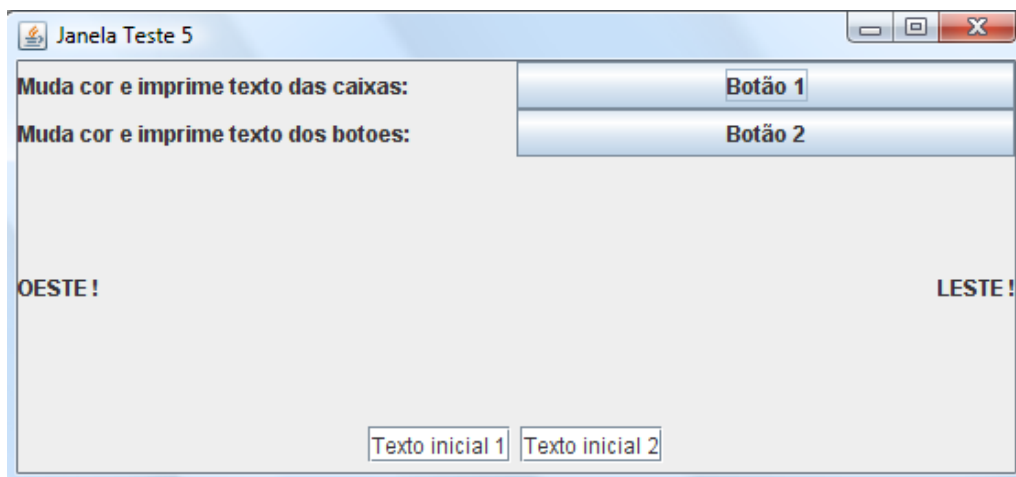 Janela Teste 5
Muda cor e imprime texto das caixas: Botão 1
Muda cor e imprime texto dos botoes: Botão 2
OESTE ! LESTE !
Texto inicial 1 Texto inicial 2